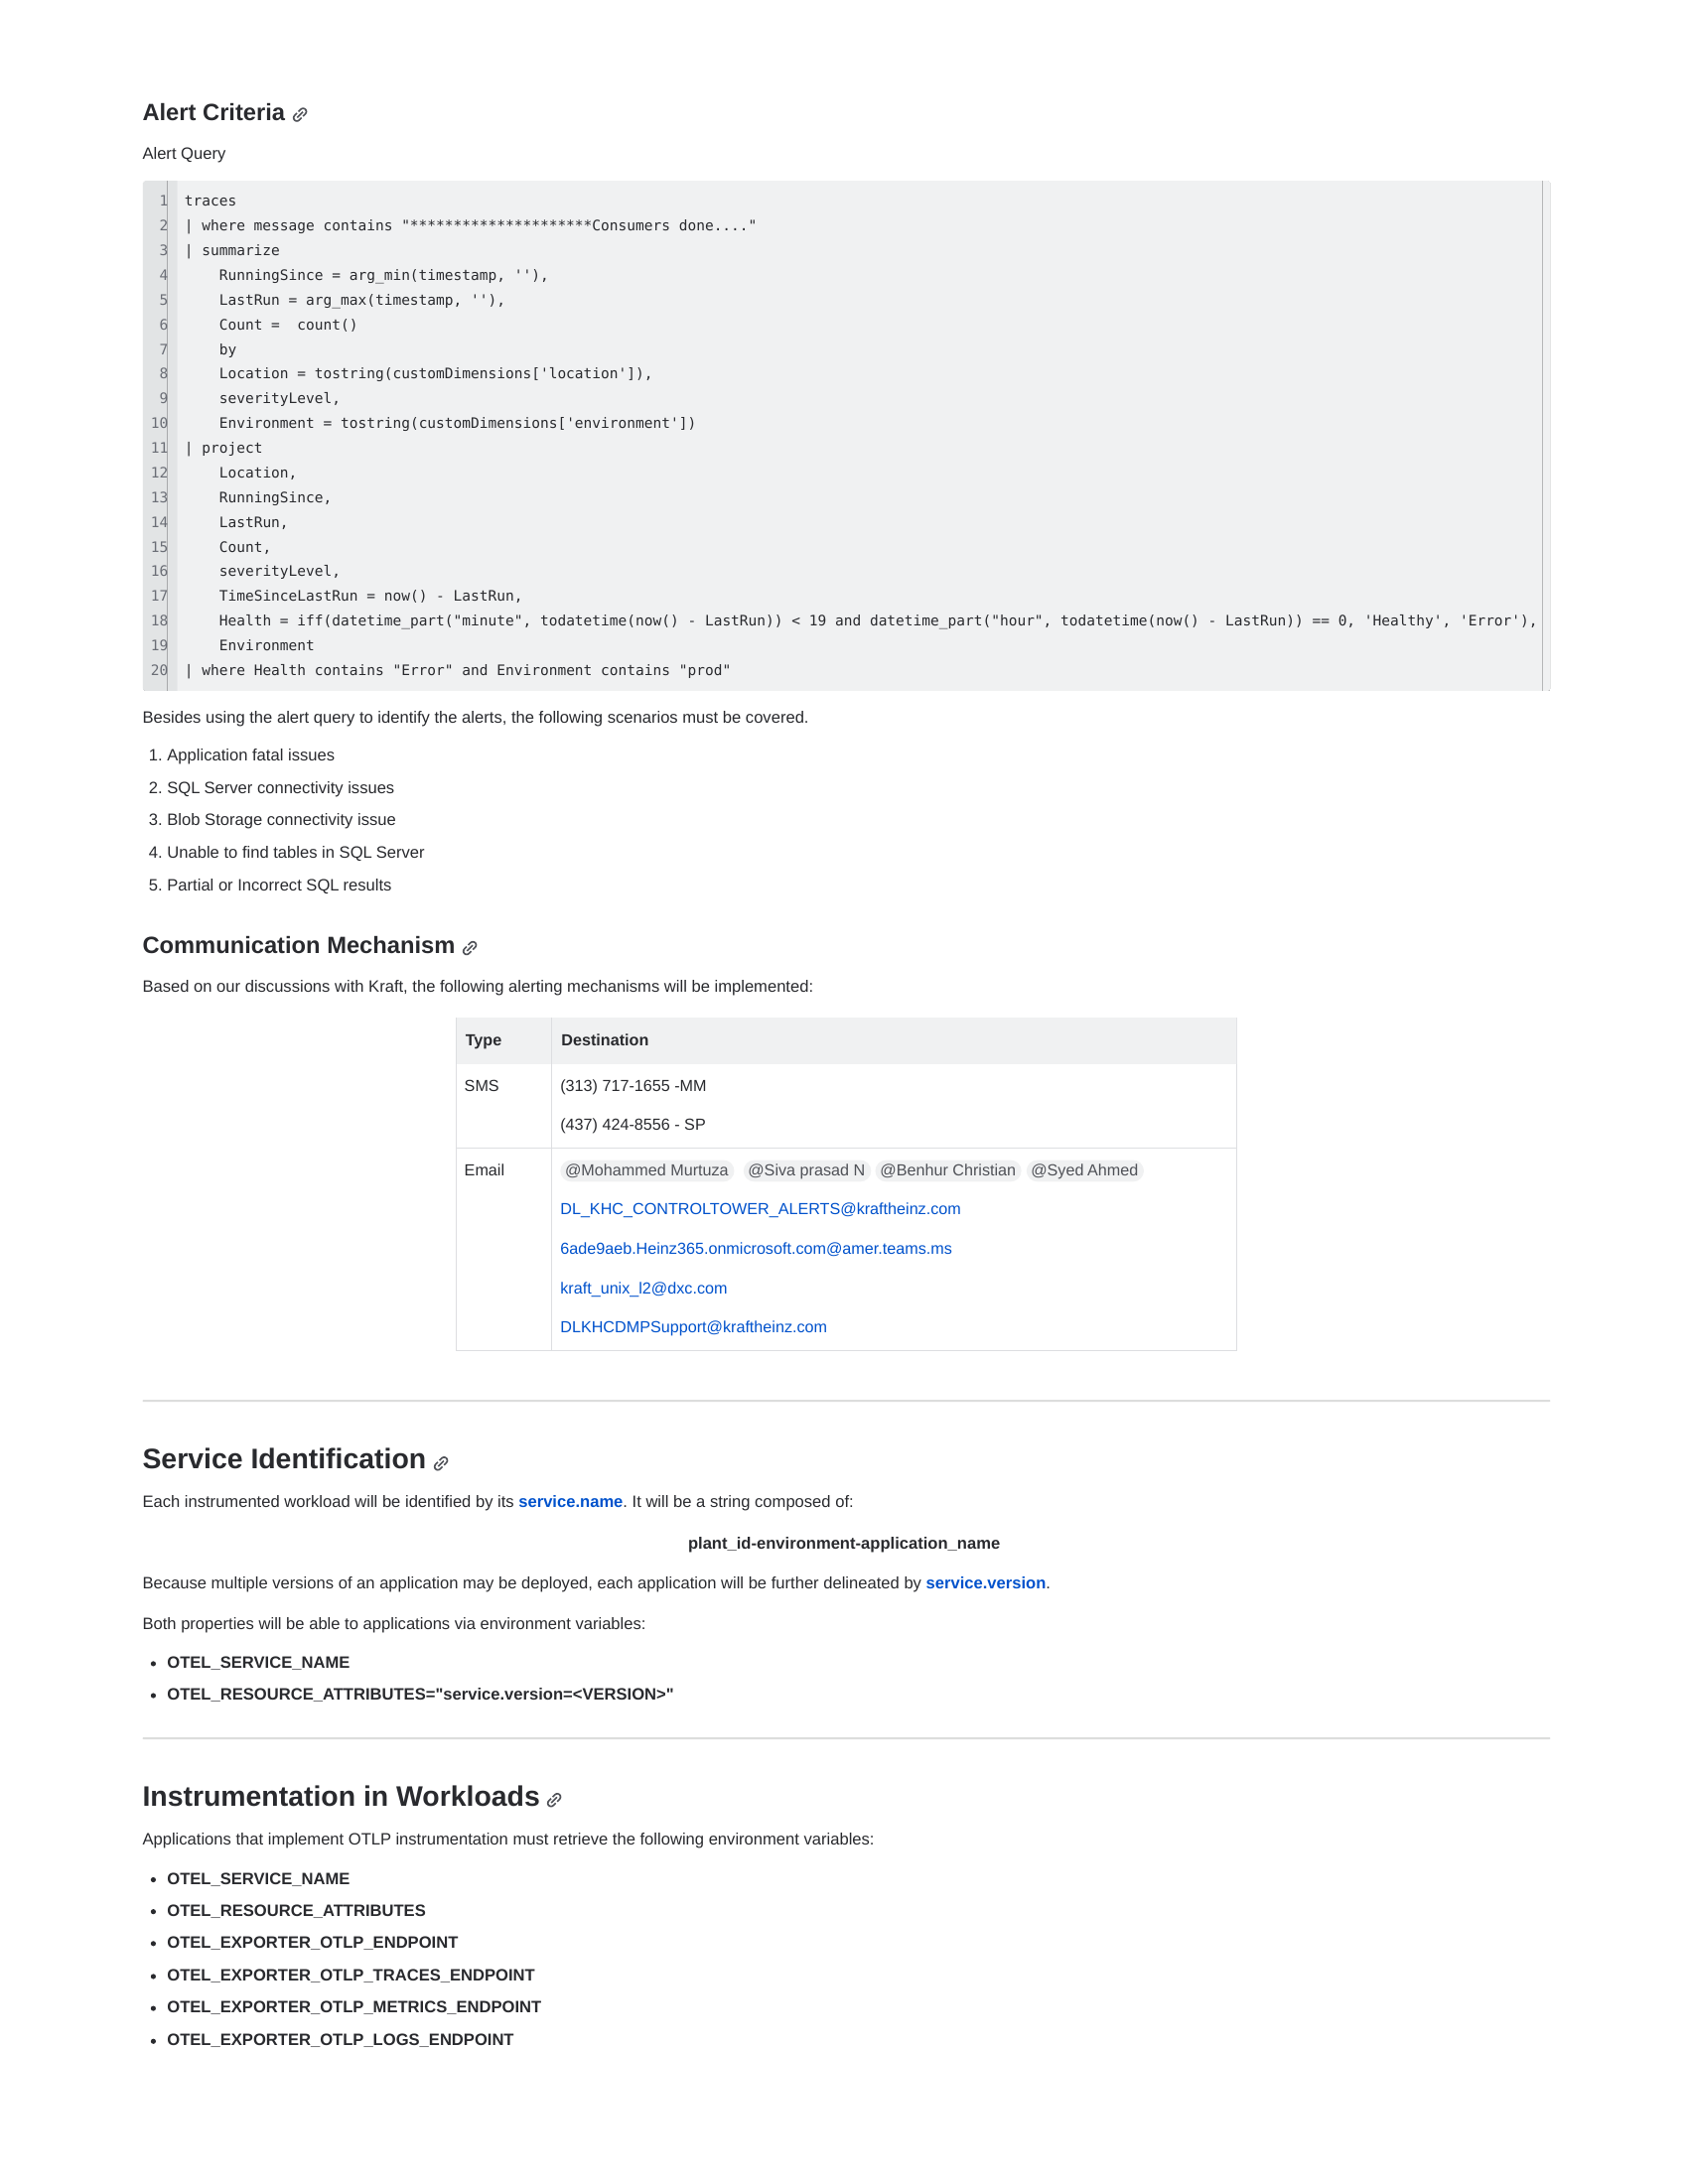 Alert Criteria
Alert Query
1 traces
2 | where message contains "*********************Consumers done...."
3 | summarize
4     RunningSince = arg_min(timestamp, ''),
5     LastRun = arg_max(timestamp, ''),
6     Count =  count()
7     by
8     Location = tostring(customDimensions['location']),
9     severityLevel,
10     Environment = tostring(customDimensions['environment'])
11 | project
12     Location,
13     RunningSince,
14     LastRun,
15     Count,
16     severityLevel,
17     TimeSinceLastRun = now() - LastRun,
18     Health = iff(datetime_part("minute", todatetime(now() - LastRun)) < 19 and datetime_part("hour", todatetime(now() - LastRun)) == 0, 'Healthy', 'Error'),
19     Environment
20 | where Health contains "Error" and Environment contains "prod"
Besides using the alert query to identify the alerts, the following scenarios must be covered.
1. Application fatal issues
2. SQL Server connectivity issues
3. Blob Storage connectivity issue
4. Unable to find tables in SQL Server
5. Partial or Incorrect SQL results
Communication Mechanism
Based on our discussions with Kraft, the following alerting mechanisms will be implemented:
Type Destination
SMS (313) 717-1655 -MM
(437) 424-8556 - SP
Email @Mohammed Murtuza @Siva prasad N @Benhur Christian @Syed Ahmed
DL_KHC_CONTROLTOWER_ALERTS@kraftheinz.com
6ade9aeb.Heinz365.onmicrosoft.com@amer.teams.ms
kraft_unix_l2@dxc.com
DLKHCDMPSupport@kraftheinz.com
Service Identification
Each instrumented workload will be identified by its service.name. It will be a string composed of:
plant_id-environment-application_name
Because multiple versions of an application may be deployed, each application will be further delineated by service.version.
Both properties will be able to applications via environment variables:
• OTEL_SERVICE_NAME
• OTEL_RESOURCE_ATTRIBUTES="service.version=<VERSION>"
Instrumentation in Workloads
Applications that implement OTLP instrumentation must retrieve the following environment variables:
• OTEL_SERVICE_NAME
• OTEL_RESOURCE_ATTRIBUTES
• OTEL_EXPORTER_OTLP_ENDPOINT
• OTEL_EXPORTER_OTLP_TRACES_ENDPOINT
• OTEL_EXPORTER_OTLP_METRICS_ENDPOINT
• OTEL_EXPORTER_OTLP_LOGS_ENDPOINT